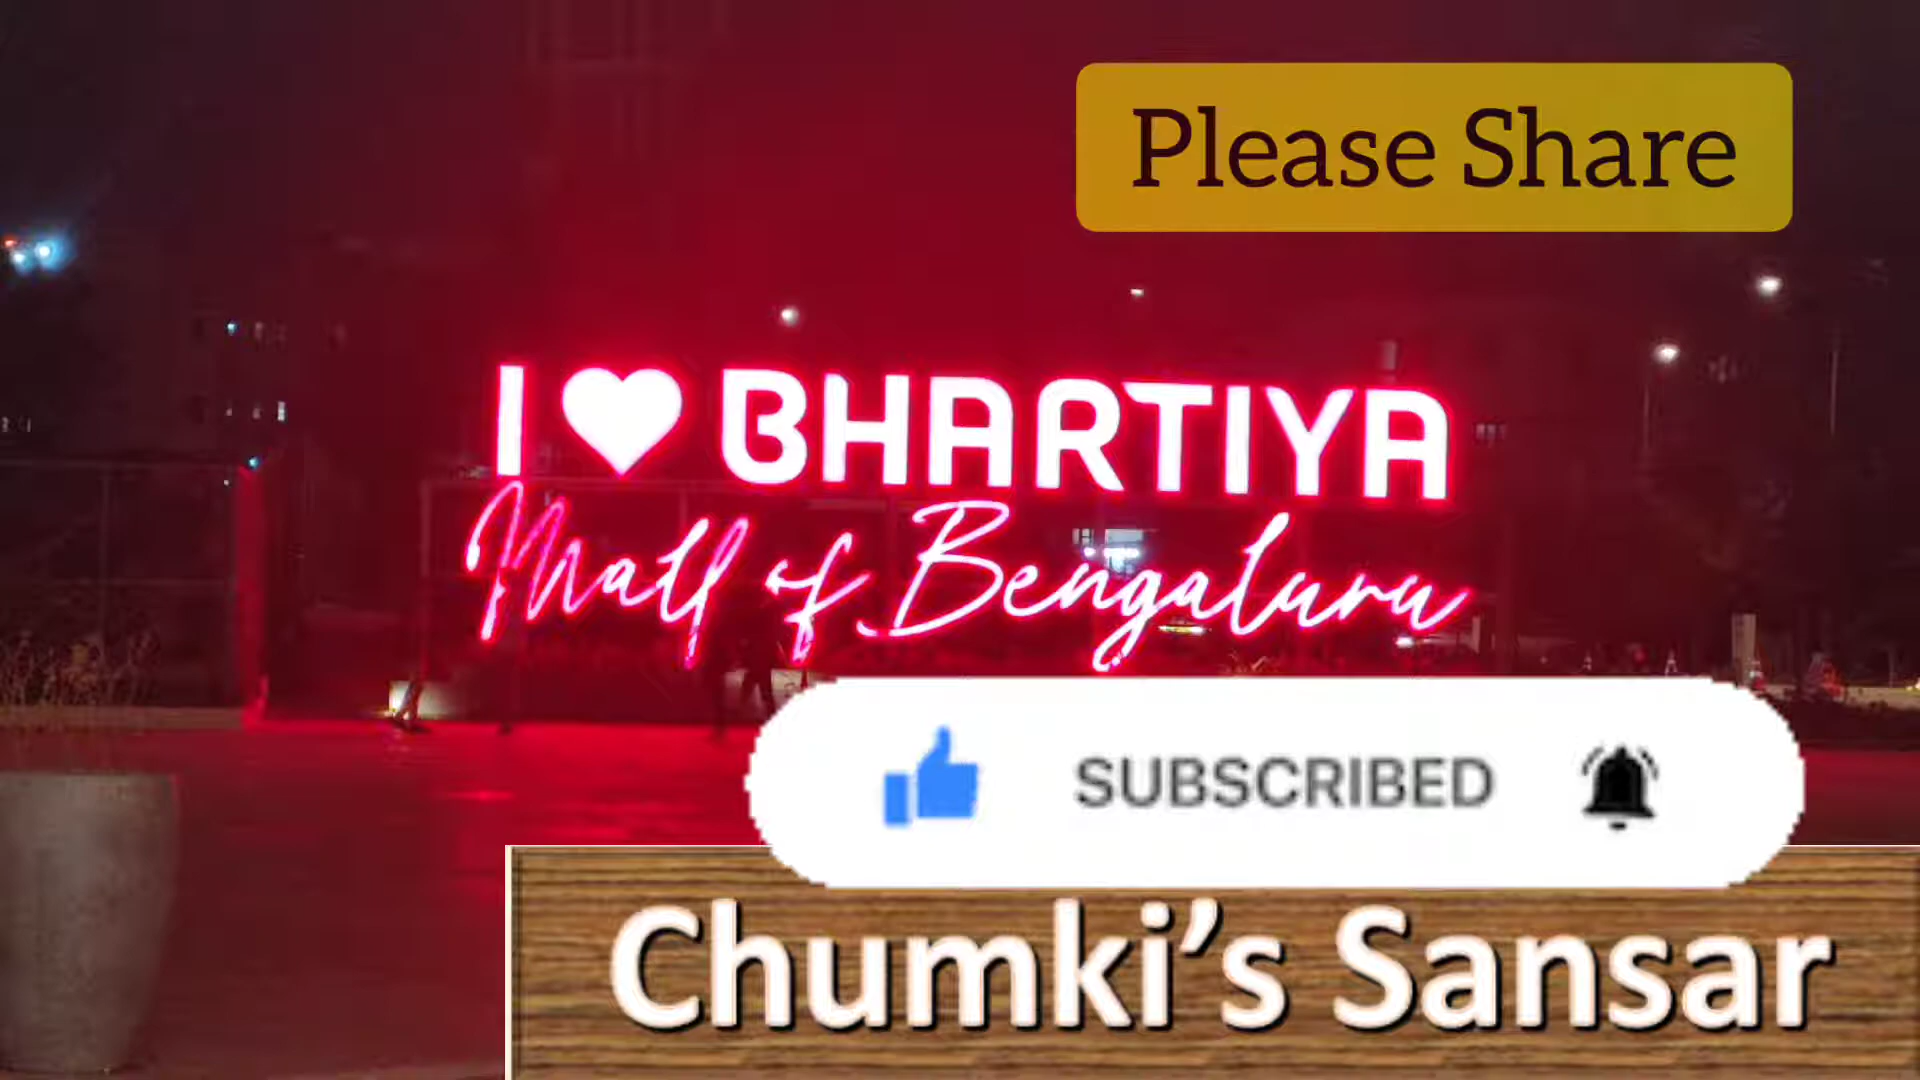 Please Share
I ♥ BHARTIYA
Mall of Bengaluru
SUBSCRIBED
Chumki's Sansar